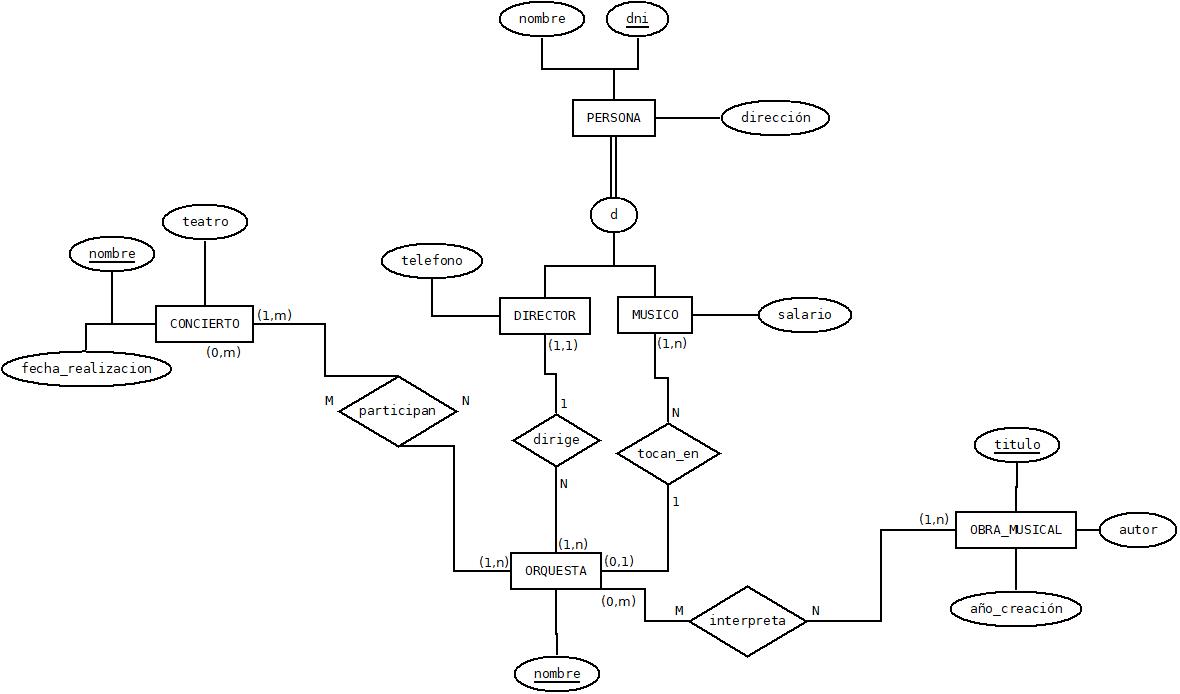 nombre
dni
PERSONA
dirección
d
teatro
nombre
telefono
CONCIERTO
(1,m)
DIRECTOR
MUSICO
salario
(0,m)
(1,1)
(1,n)
fecha_realizacion
M
participan
N
1
dirige
N
N
tocan_en
1
titulo
(1,n)
OBRA_MUSICAL
autor
(1,n)
(1,n)
ORQUESTA
(0,1)
(0,m)
M
interpreta
N
año_creación
nombre